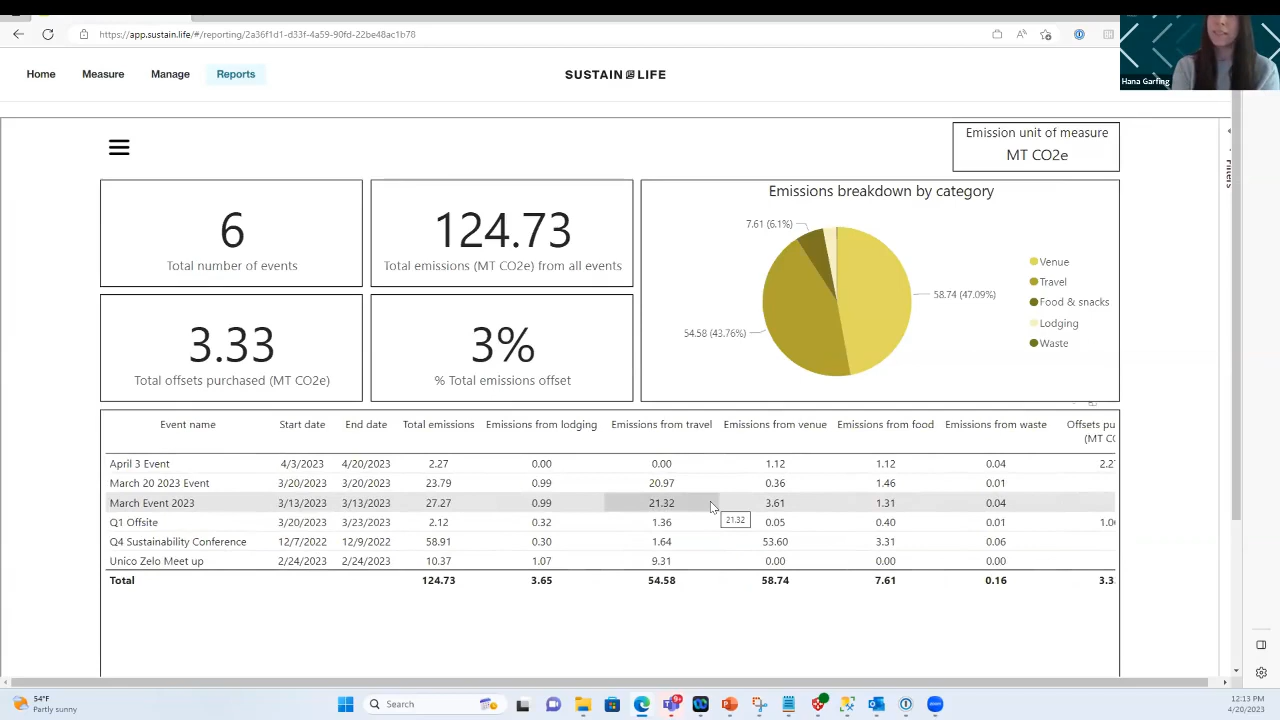 https://app.sustain.life/#/reporting/2a36f1d1-d33f-4a59-90fd-22be48ac1b78
Hana Garfing
Home Measure Manage Reports
SUSTAIN LIFE
Emission unit of measure
MT CO2e
Filters
6
Total number of events
124.73
Total emissions (MT CO2e) from all events
3.33
Total offsets purchased (MT CO2e)
3%
% Total emissions offset
Emissions breakdown by category
7.61 (6.1%)
58.74 (47.09%)
54.58 (43.76%)
Venue
Travel
Food & snacks
Lodging
Waste
Event name Start date End date Total emissions Emissions from lodging Emissions from travel Emissions from venue Emissions from food Emissions from waste Offsets pu
(MT CC
April 3 Event 4/3/2023 4/20/2023 2.27 0.00 0.00 1.12 1.12 0.04 2.2
March 20 2023 Event 3/20/2023 3/20/2023 23.79 0.99 20.97 0.36 1.46 0.01
March Event 2023 3/13/2023 3/13/2023 27.27 0.99 21.32 3.61 1.31 0.04
21.32
Q1 Offsite 3/20/2023 3/23/2023 2.12 0.32 1.36 0.05 0.40 0.01 1.0
Q4 Sustainability Conference 12/7/2022 12/9/2022 58.91 0.30 1.64 53.60 3.31 0.06
Unico Zelo Meet up 2/24/2023 2/24/2023 10.37 1.07 9.31 0.00 0.00 0.00
Total 124.73 3.65 54.58 58.74 7.61 0.16 3.3
54°F
Partly sunny
Search
12:13 PM
4/20/2023